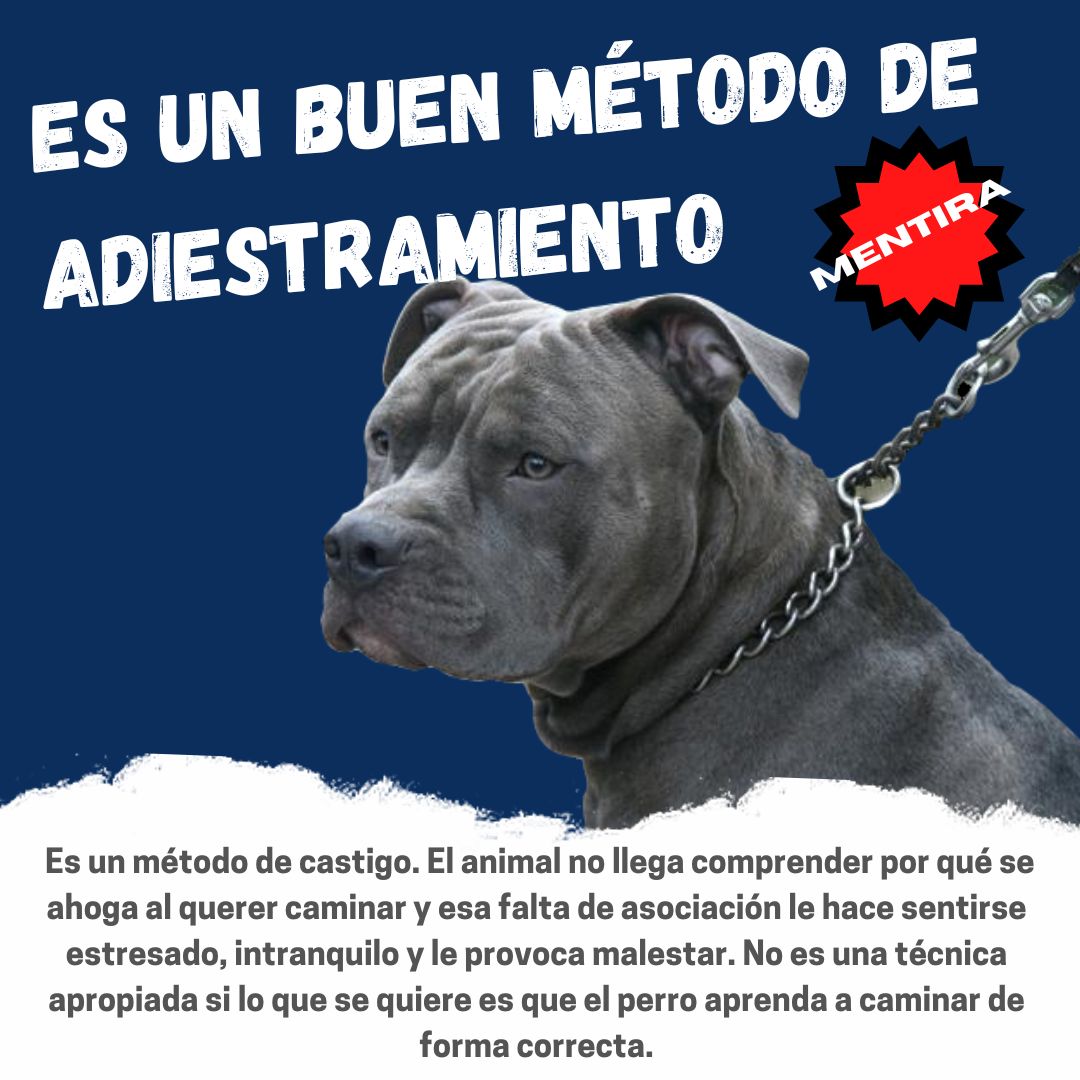 ES UN BUEN MÉTODO DE
ADIESTRAMIENTO
MENTIRA
Es un método de castigo. El animal no llega comprender por qué se
ahoga al querer caminar y esa falta de asociación le hace sentirse
estresado, intranquilo y le provoca malestar. No es una técnica
apropiada si lo que se quiere es que el perro aprenda a caminar de
forma correcta.